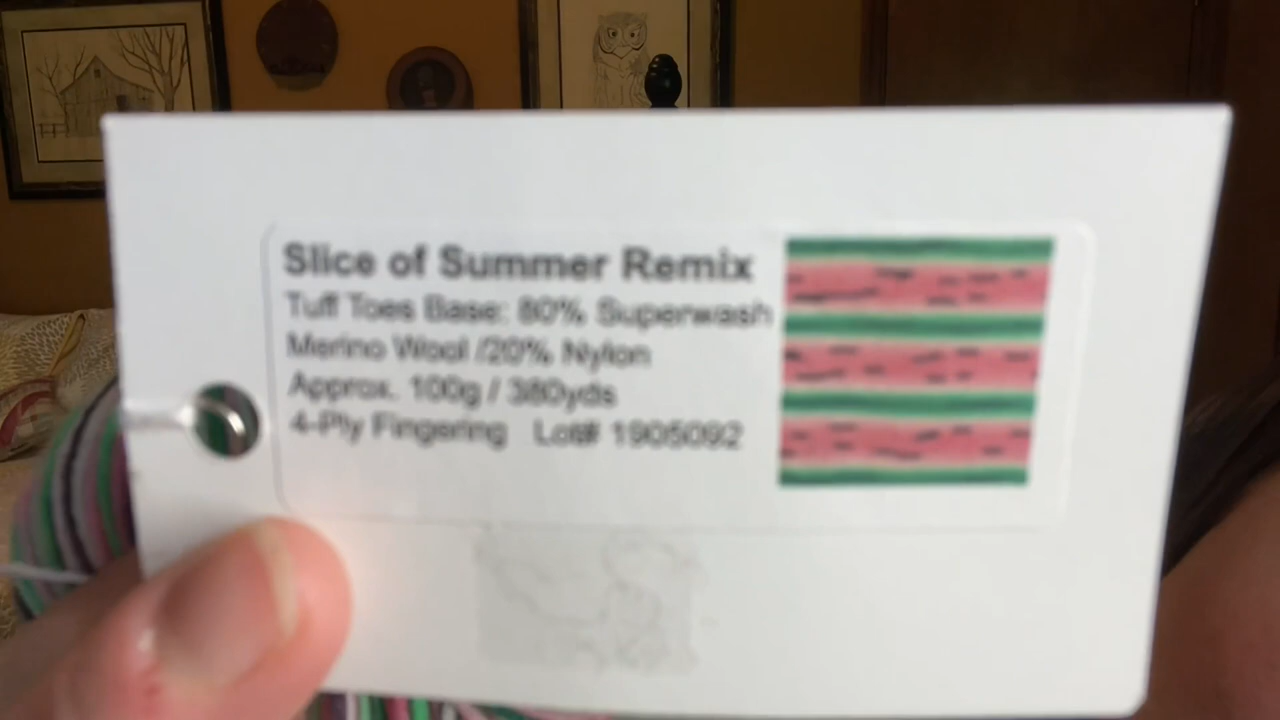 Slice of Summer Remix
Tuff Toes Base: 80% Superwash
Merino Wool /20% Nylon
Approx. 100g / 380yds
4-Ply Fingering Lot# 1905092